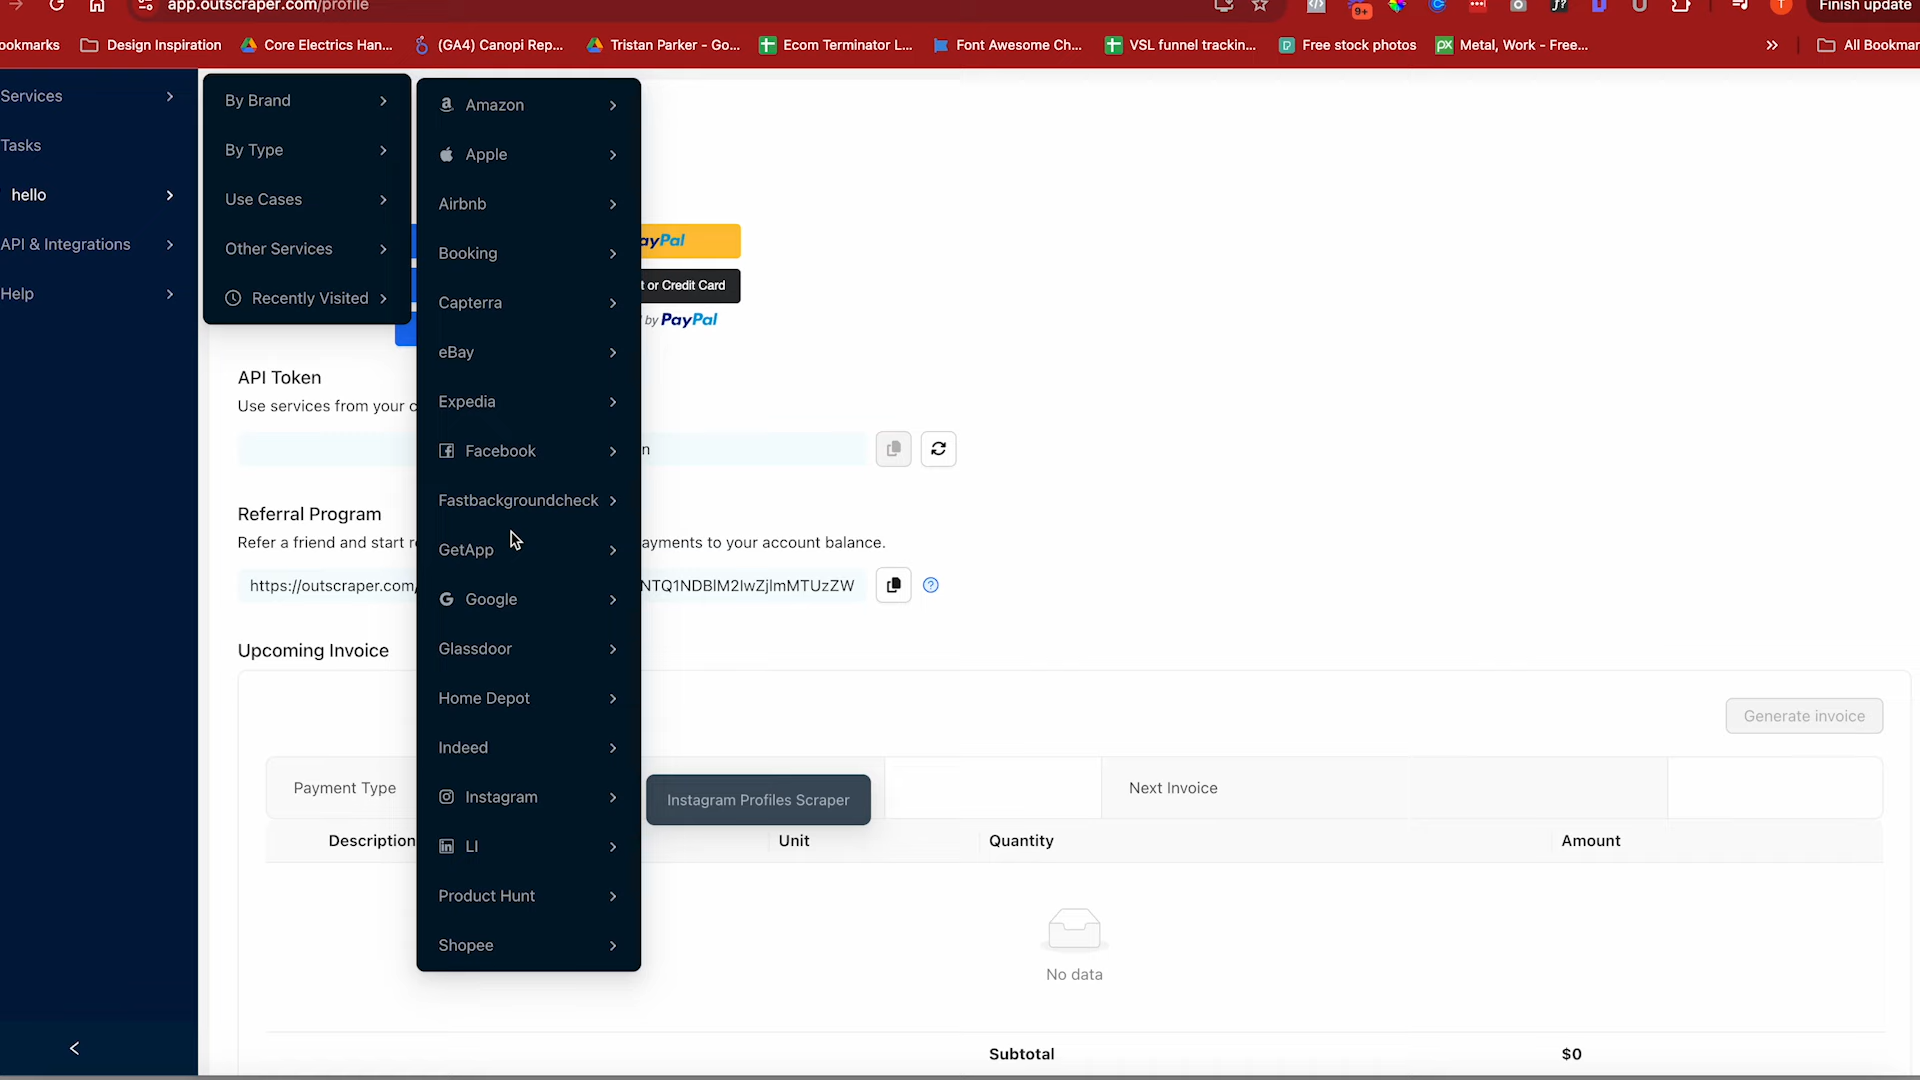 app.outscraper.com/profile
9+
T
Finish update
ookmarks
Design Inspiration
Core Electrics Han...
(GA4) Canopi Rep...
Tristan Parker - Go...
Ecom Terminator L...
Font Awesome Ch...
VSL funnel trackin...
Free stock photos
Metal, Work - Free...
All Bookmar
Services
Tasks
hello
API & Integrations
Help
By Brand
By Type
Use Cases
Other Services
Recently Visited
Amazon
Apple
Airbnb
Booking
Capterra
eBay
Expedia
Facebook
Fastbackgroundcheck
GetApp
Google
Glassdoor
Home Depot
Indeed
Instagram
LI
Product Hunt
Shopee
Instagram Profiles Scraper
ayPal
t or Credit Card
by PayPal
API Token
Use services from your c
n
Referral Program
Refer a friend and start r ayments to your account balance.
https://outscraper.com/ NTQ1NDBlM2IwZjlmMTUzZW
Upcoming Invoice
Generate invoice
Payment Type
Next Invoice
Description Unit Quantity Amount
No data
Subtotal $0